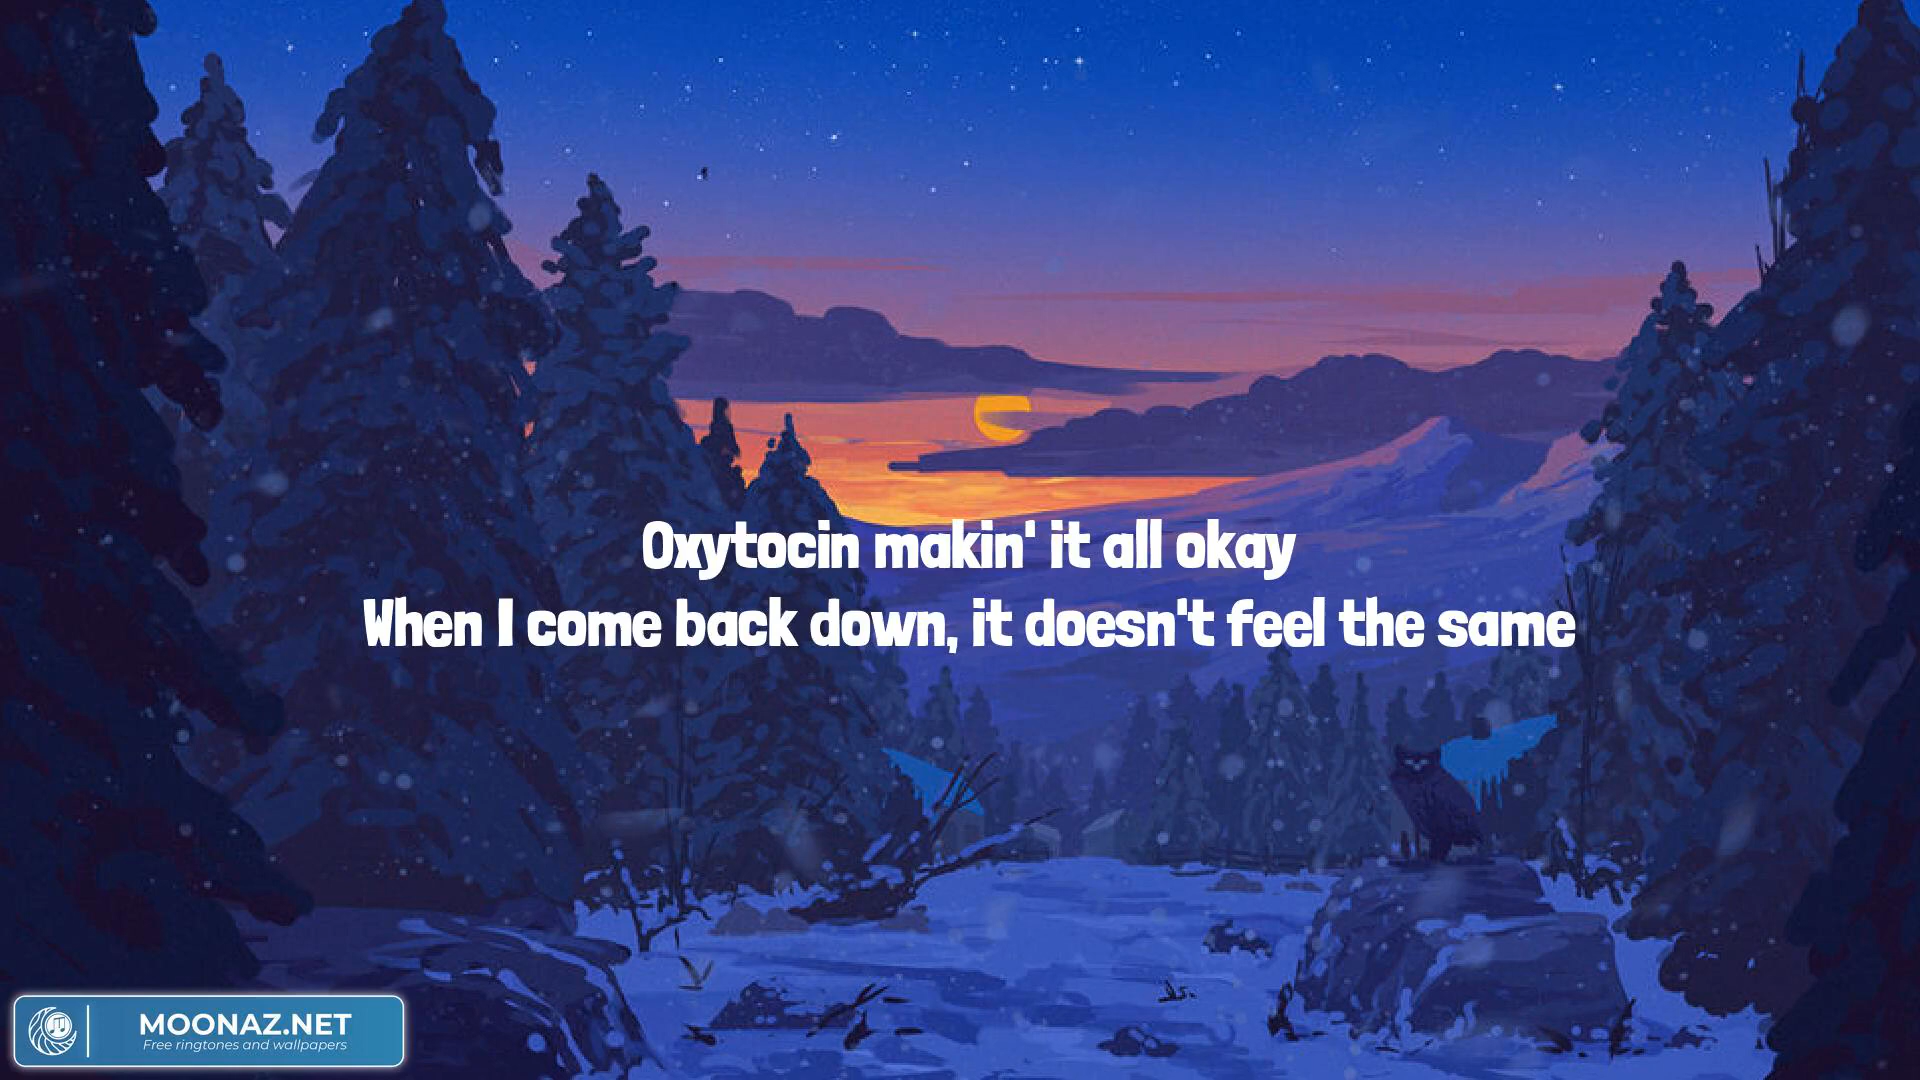 Oxytocin makin' it all okay
When I come back down, it doesn't feel the same
MOONAZ.NET
Free ringtones and wallpapers